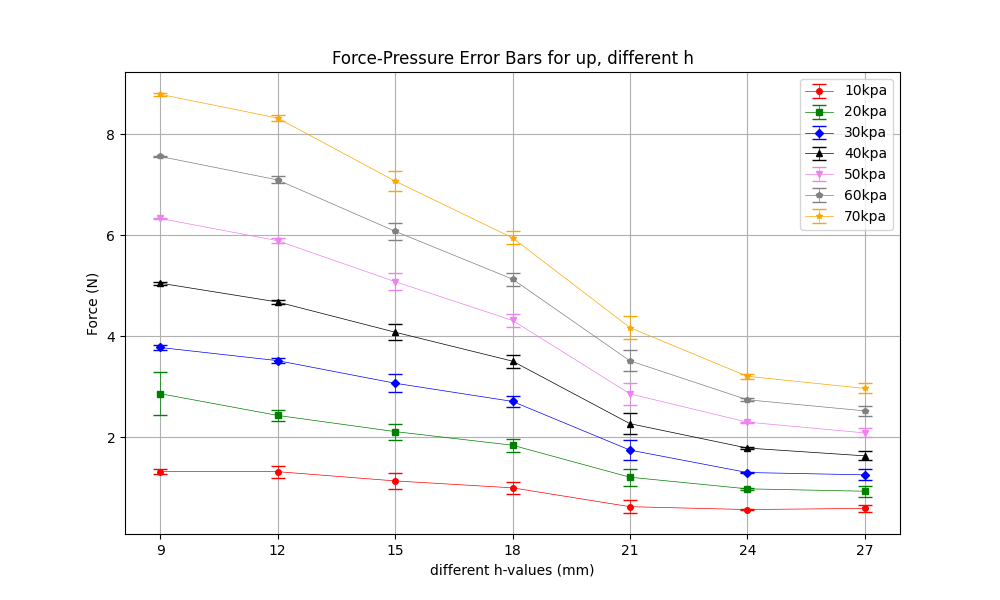 Force-Pressure Error Bars for up, different h
10kpa
20kpa
30kpa
40kpa
50kpa
60kpa
70kpa
Force (N)
8
6
4
2
9 12 15 18 21 24 27
different h-values (mm)